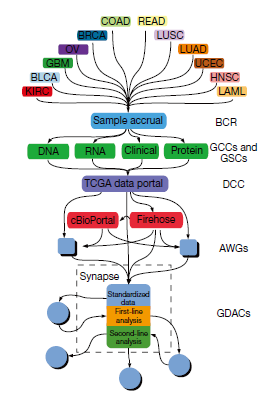 COAD READ
BRCA LUSC
OV LUAD
GBM UCEC
BLCA HNSC
KIRC LAML
Sample accrual BCR
DNA RNA Clinical Protein GCCs and
GSCs
TCGA data portal DCC
cBioPortal Firehose
AWGs
Synapse
Standardized
data
First-line
analysis
GDACs
Second-line
analysis